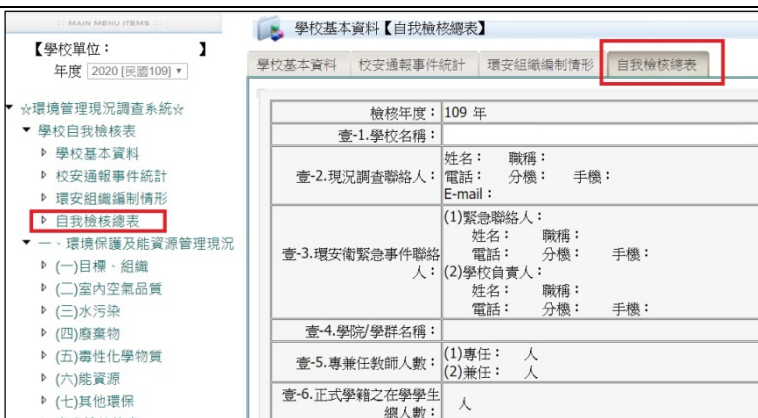 :: MAIN MENU ITEMS ::
【學校單位： 】
年度 2020 [民國109]
☆環境管理現況調查系統☆
學校自我檢核表
學校基本資料
校安通報事件統計
環安組織編制情形
自我檢核總表
一、環境保護及能資源管理現況
(一)目標、組織
(二)室內空氣品質
(三)水污染
(四)廢棄物
(五)毒性化學物質
(六)能資源
(七)其他環保
學校基本資料【自我檢核總表】
學校基本資料 校安通報事件統計 環安組織編制情形 自我檢核總表
檢核年度： 109 年
壹-1.學校名稱：
壹-2.現況調查聯絡人：
姓名： 職稱：
電話： 分機： 手機：
E-mail：
壹-3.環安衛緊急事件聯絡
人：
(1)緊急聯絡人：
姓名： 職稱：
電話： 分機： 手機：
(2)學校負責人：
姓名： 職稱：
電話： 分機： 手機：
壹-4.學院/學群名稱：
壹-5.專兼任教師人數：
(1)專任： 人
(2)兼任： 人
壹-6.正式學籍之在學學生
總人數：
人